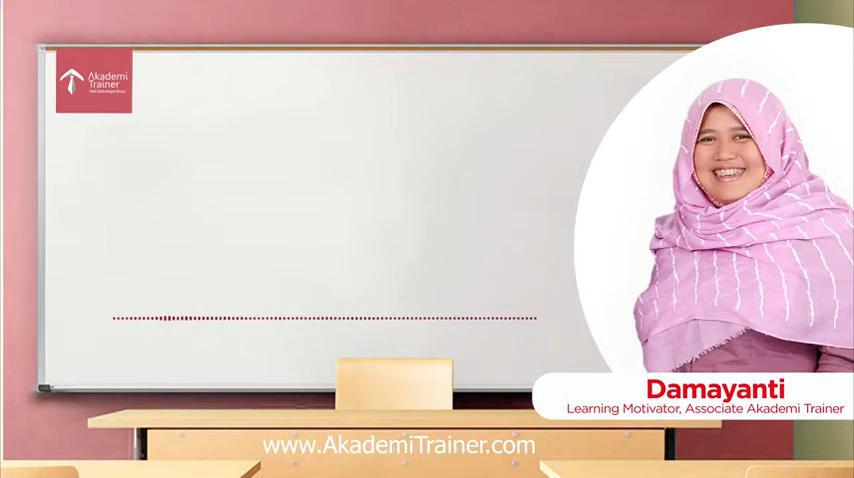 Akademi
Trainer
Damayanti
Learning Motivator, Associate Akademi Trainer
www.AkademiTrainer.com